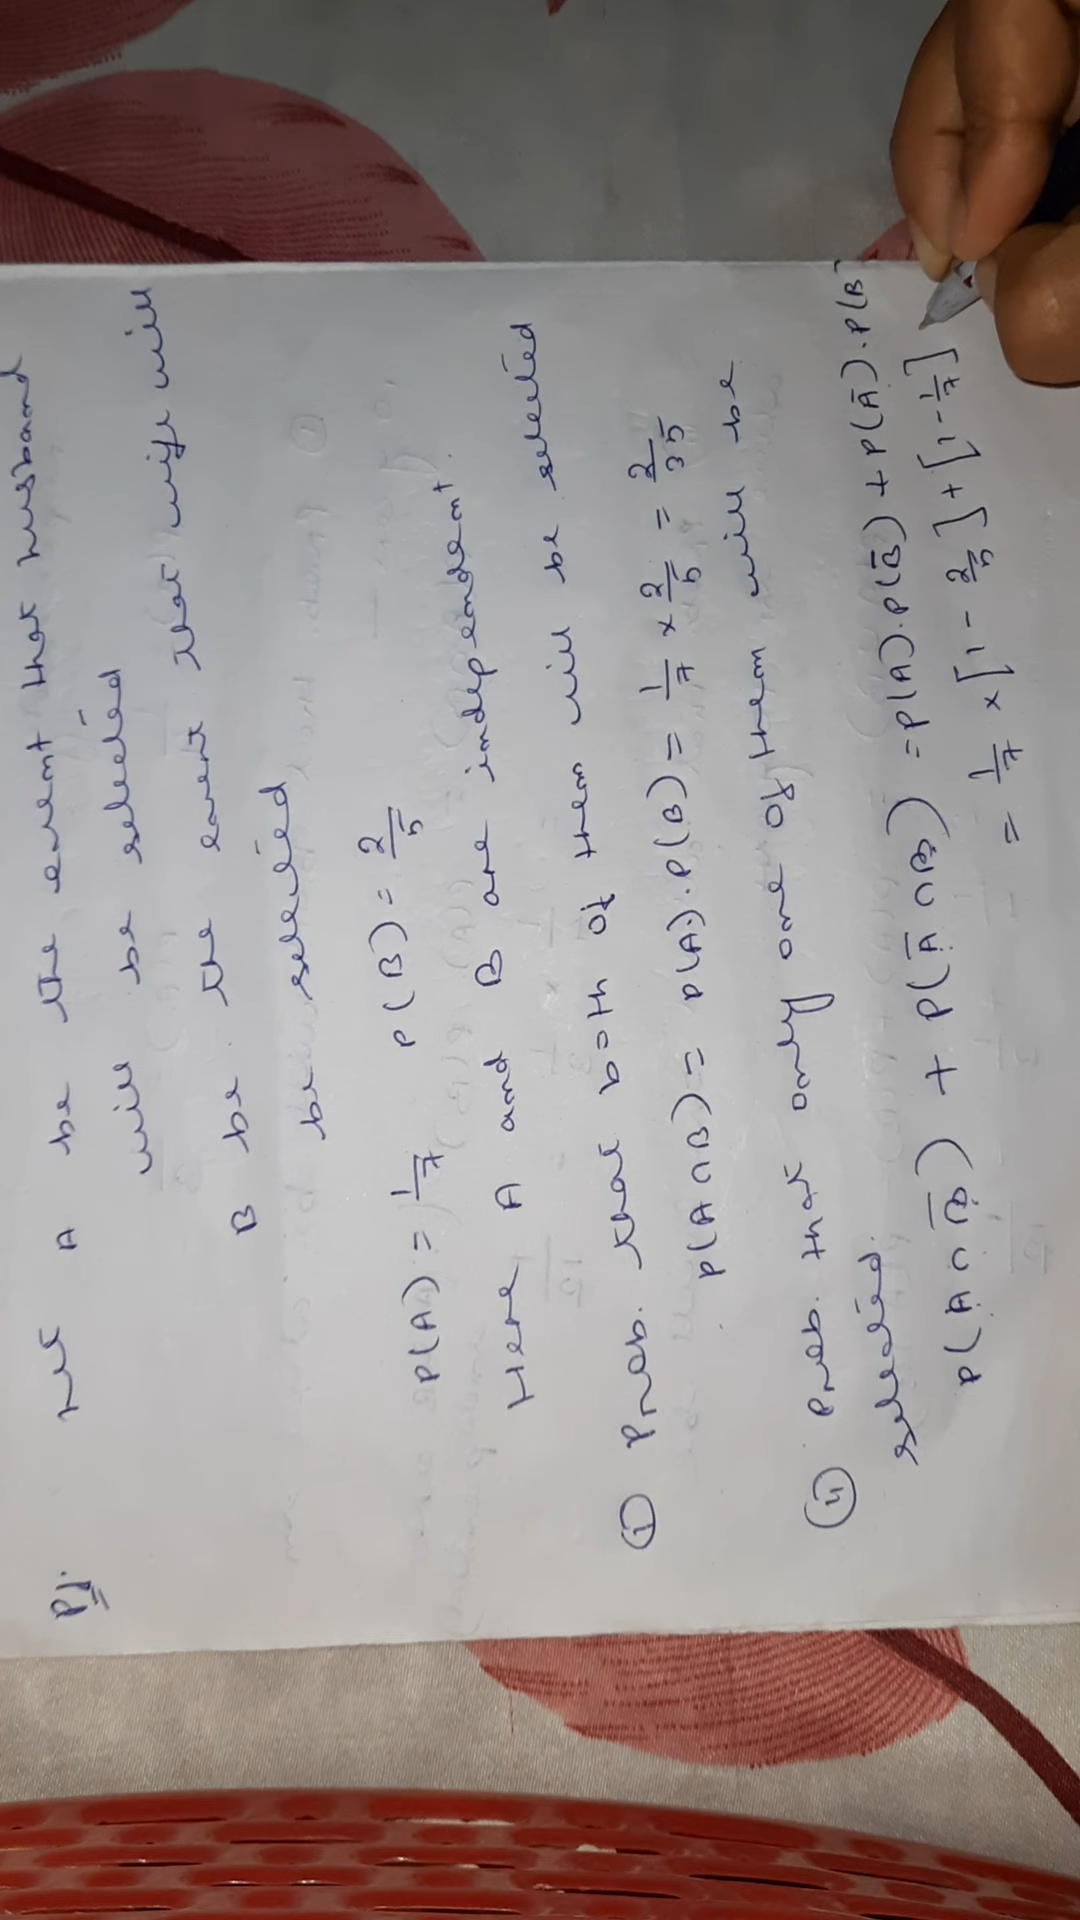 Pr.
Let A be the event that husband
will be selected
B be the event that wife will
be selected
P(A) = 1/7 P(B) = 2/5
Here A and B are independent.
(i) Prob. that both of them will be selected
P(A∩B) = P(A).P(B) = 1/7 × 2/5 = 2/35
(ii) Prob. that only one of them will be
selected.
P(A∩B̅) + P(A̅∩B) = P(A).P(B̅) + P(A̅).P(B
= 1/7 × [1 - 2/5] + [1 - 1/7]